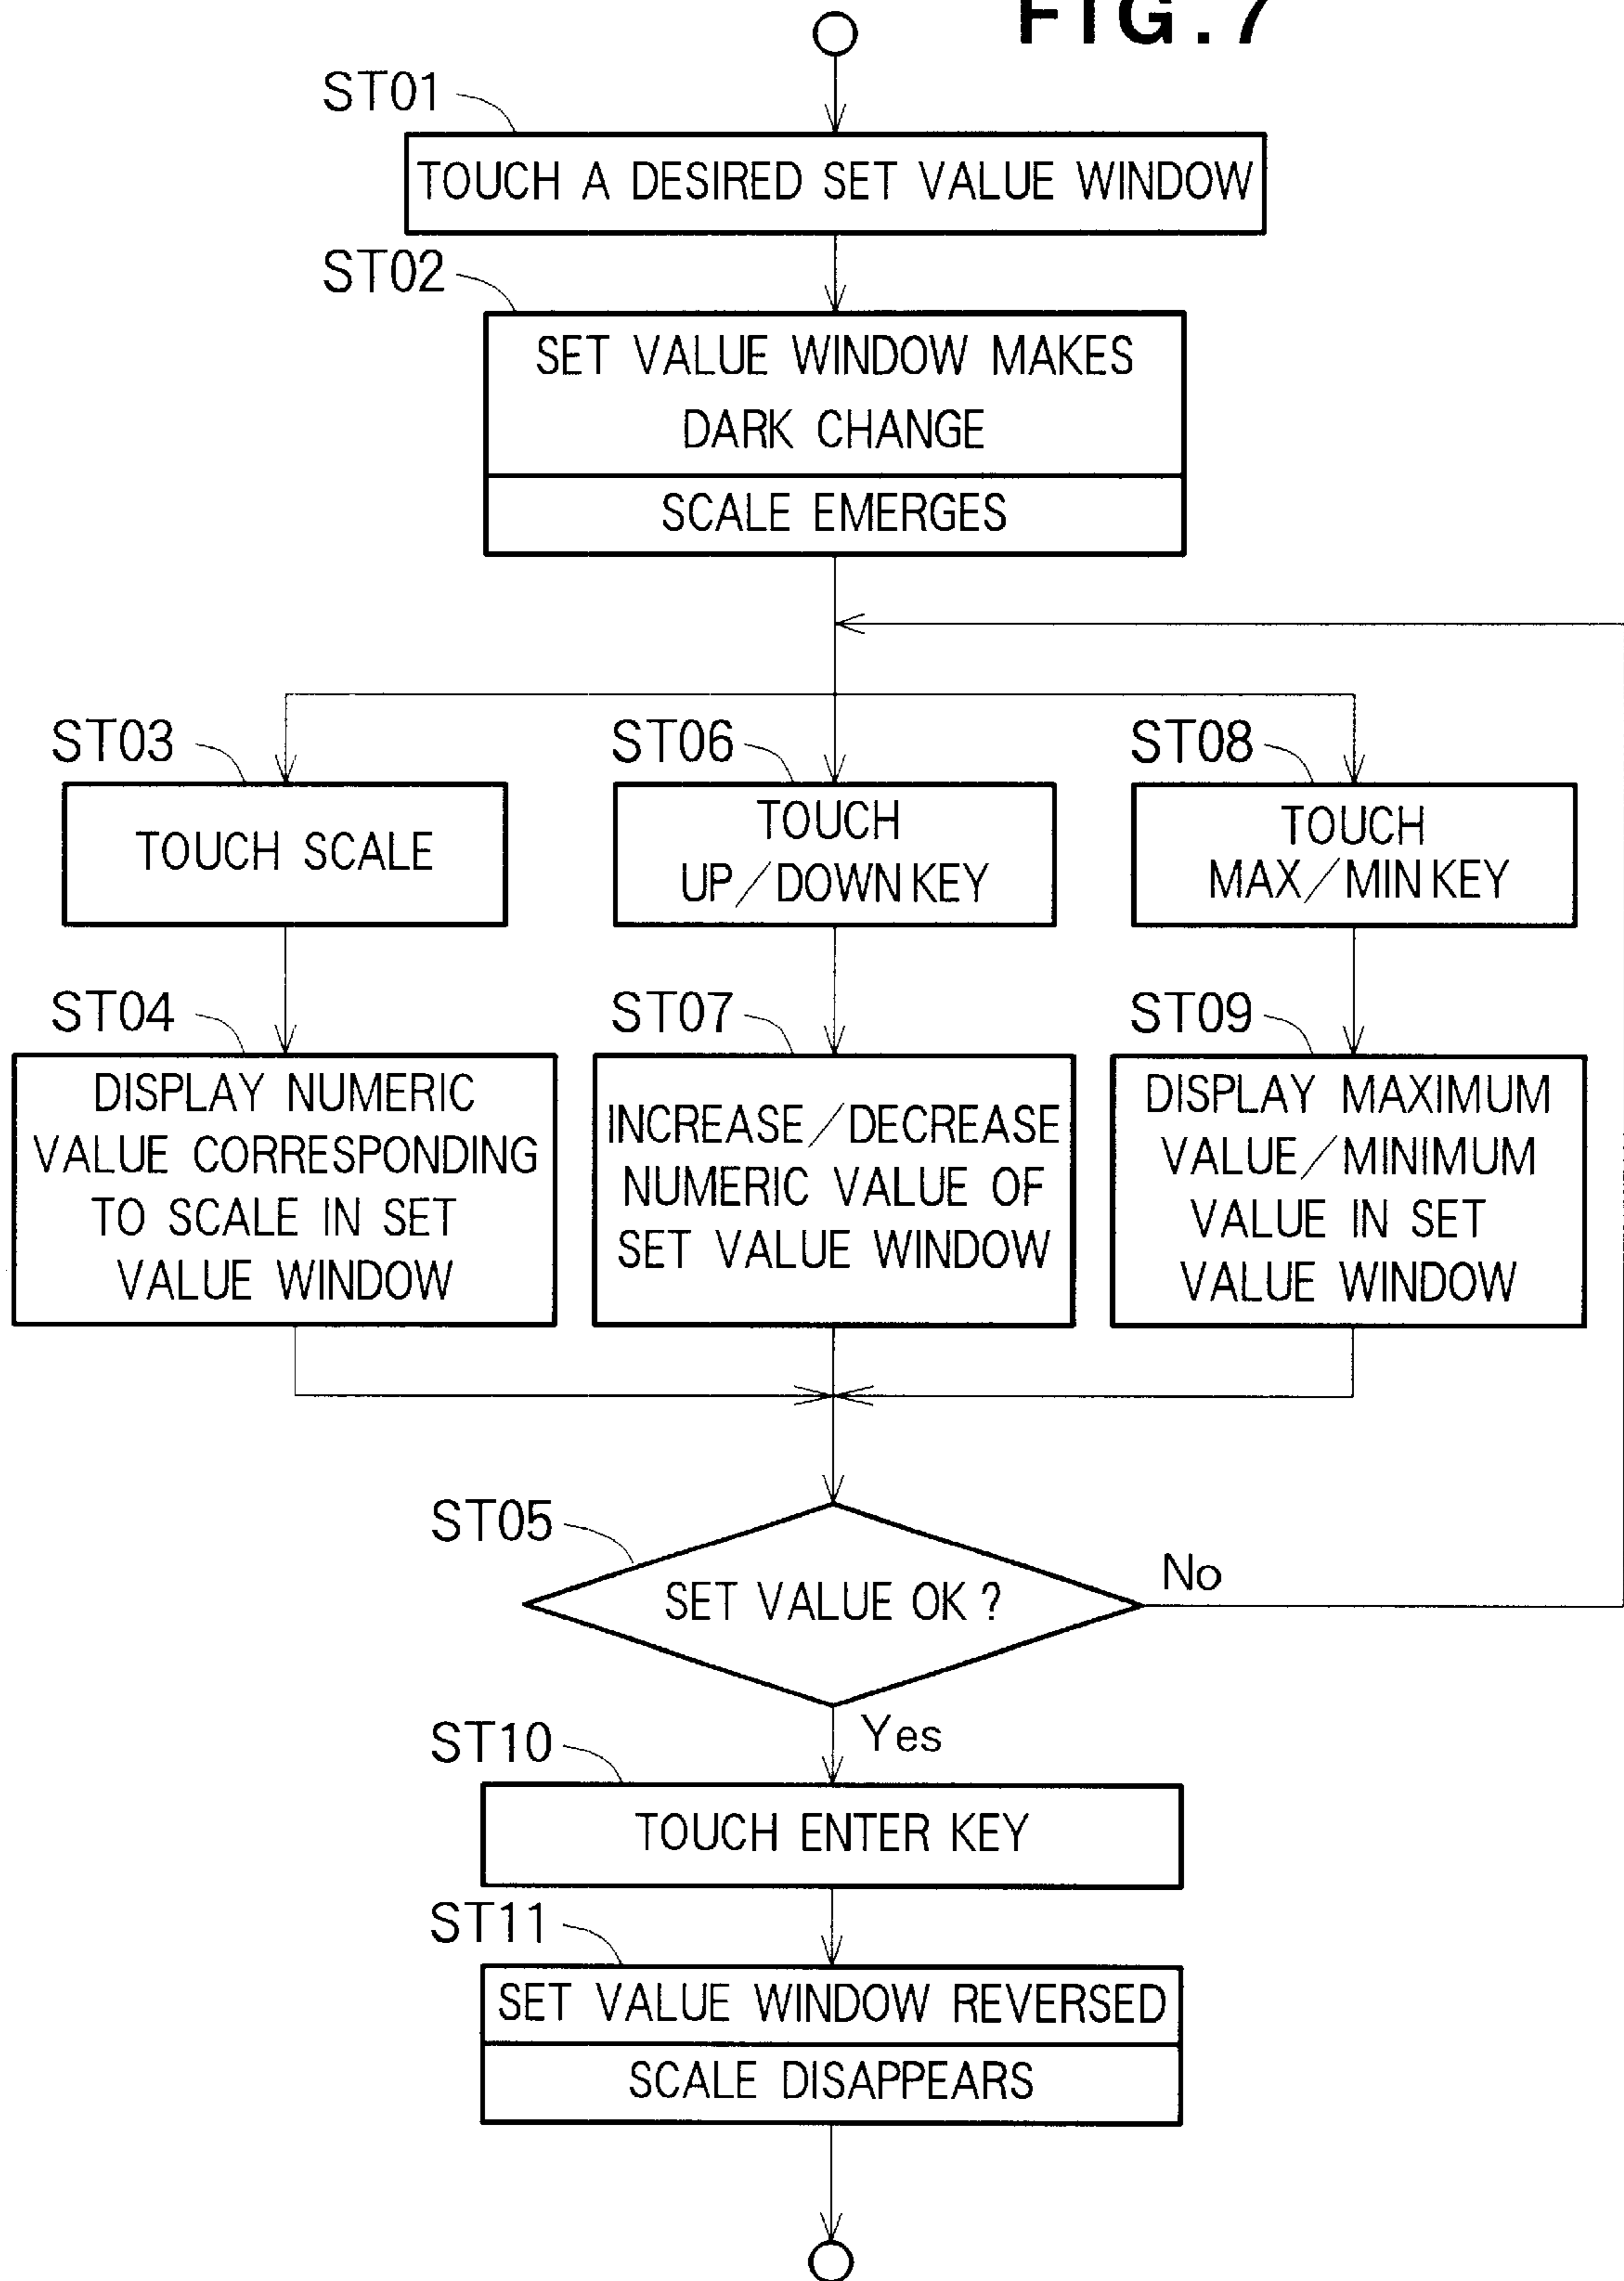 FIG.7
ST01
TOUCH A DESIRED SET VALUE WINDOW
ST02
SET VALUE WINDOW MAKES
DARK CHANGE
SCALE EMERGES
ST03
TOUCH SCALE
ST06
TOUCH
UP/DOWN KEY
ST08
TOUCH
MAX/MIN KEY
ST04
DISPLAY NUMERIC
VALUE CORRESPONDING
TO SCALE IN SET
VALUE WINDOW
ST07
INCREASE/DECREASE
NUMERIC VALUE OF
SET VALUE WINDOW
ST09
DISPLAY MAXIMUM
VALUE/MINIMUM
VALUE IN SET
VALUE WINDOW
ST05
SET VALUE OK ?
No
Yes
ST10
TOUCH ENTER KEY
ST11
SET VALUE WINDOW REVERSED
SCALE DISAPPEARS